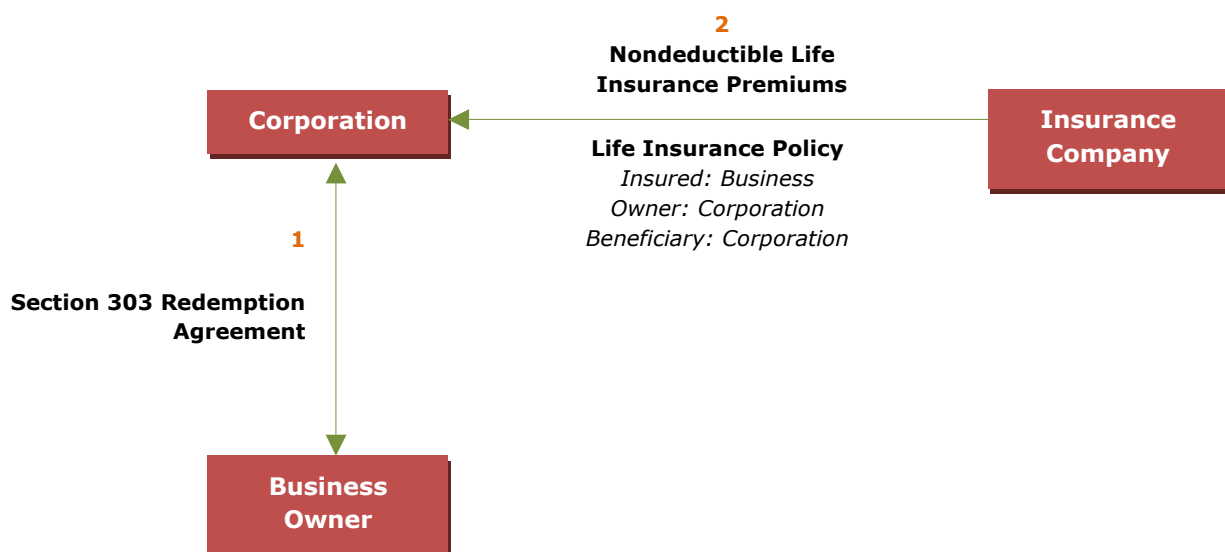 2
Nondeductible Life
Insurance Premiums
Corporation
Insurance
Company
Life Insurance Policy
Insured: Business
Owner: Corporation
Beneficiary: Corporation
1
Section 303 Redemption
Agreement
Business
Owner